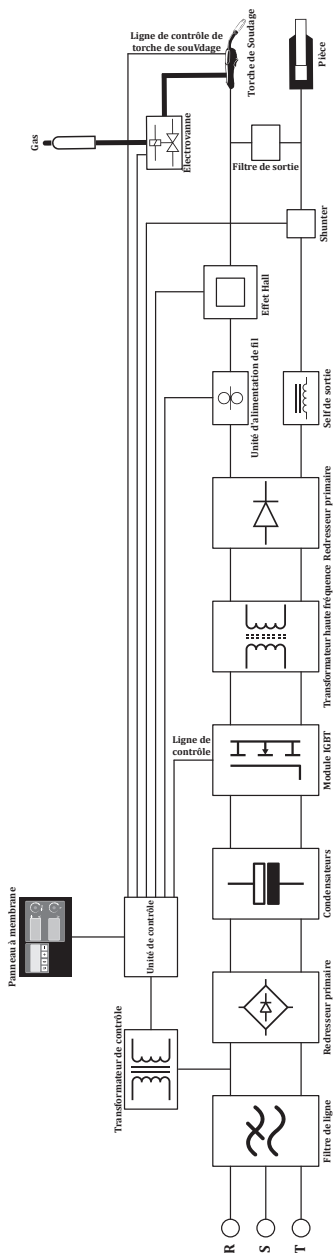 Panneau à membrane
Gas
Ligne de contrôle de
torche de souVdage
Torche de Soudage
Pièce
Électrovanne
Filtre de sortie
Shunter
Effet Hall
Unité d'alimentation de fil
Self de sortie
Redresseur primaire
Transformateur haute fréquence
Ligne de
contrôle
Module IGBT
Condensateurs
Unité de contrôle
Transformateur de contrôle
Redresseur primaire
Filtre de ligne
R
S
T